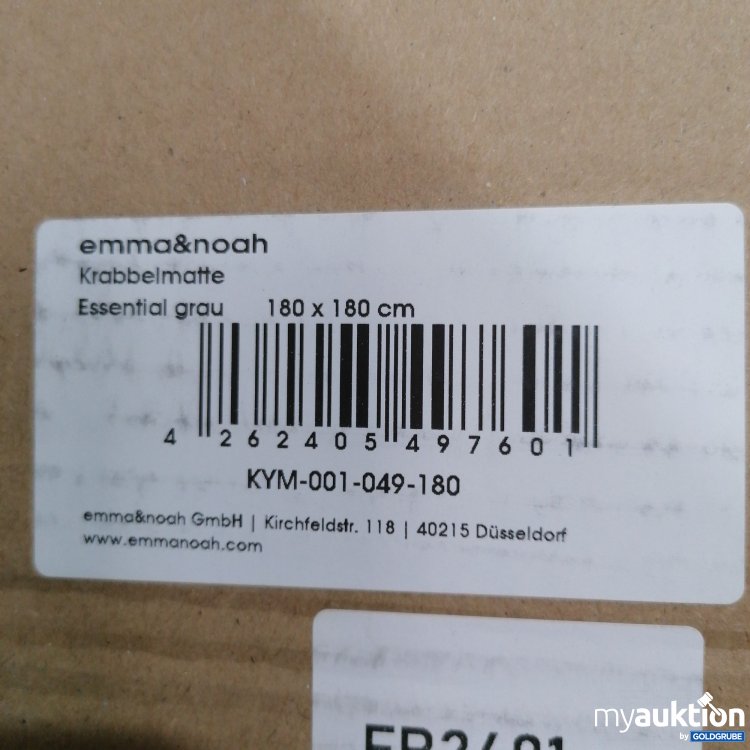 emma&noah
Krabbelmatte
Essential grau 180 x 180 cm
4 262405 497601
KYM-001-049-180
emma&noah GmbH | Kirchfeldstr. 118 | 40215 Düsseldorf
www.emmanoah.com
myauktion
by GOLDGRUBE